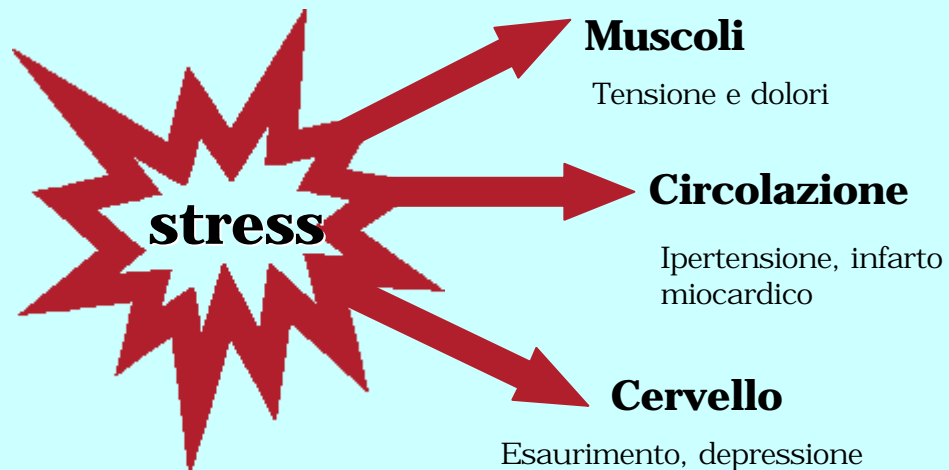 stress
Muscoli
Tensione e dolori
Circolazione
Ipertensione, infarto
miocardico
Cervello
Esaurimento, depressione